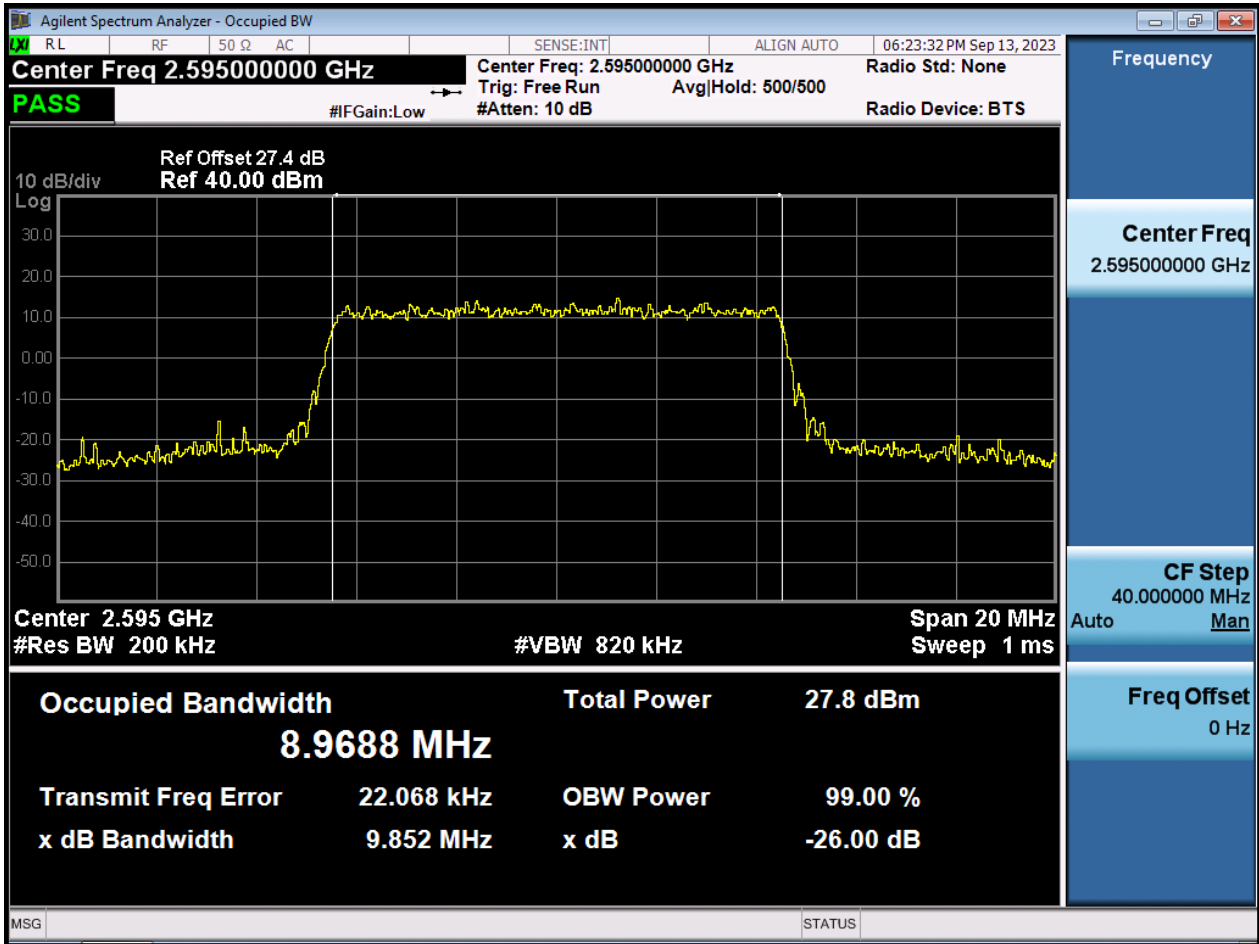 Agilent Spectrum Analyzer - Occupied BW
LXI RL RF 50 Ω AC SENSE:INT ALIGN AUTO 06:23:32 PM Sep 13, 2023
Center Freq 2.595000000 GHz
PASS
#IFGain:Low
Center Freq: 2.595000000 GHz
Trig: Free Run Avg|Hold: 500/500
#Atten: 10 dB
Radio Std: None
Radio Device: BTS
Ref Offset 27.4 dB
10 dB/div Ref 40.00 dBm
Log
30.0
20.0
10.0
0.00
-10.0
-20.0
-30.0
-40.0
-50.0
Center 2.595 GHz Span 20 MHz
#Res BW 200 kHz #VBW 820 kHz Sweep 1 ms
Occupied Bandwidth Total Power 27.8 dBm
8.9688 MHz
Transmit Freq Error 22.068 kHz OBW Power 99.00 %
x dB Bandwidth 9.852 MHz x dB -26.00 dB
MSG STATUS
Frequency
Center Freq
2.595000000 GHz
CF Step
40.000000 MHz
Auto Man
Freq Offset
0 Hz